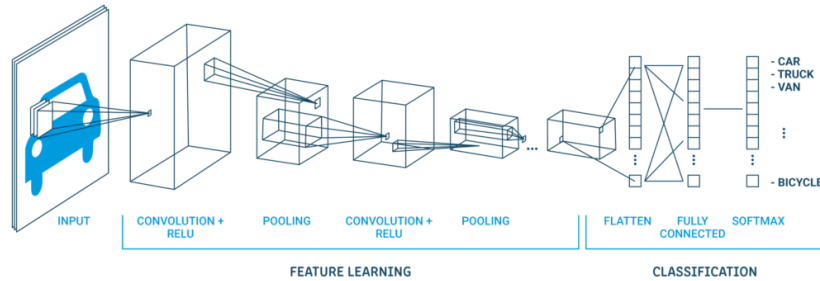 - CAR
- TRUCK
- VAN
- BICYCLE
INPUT
CONVOLUTION + RELU
POOLING
CONVOLUTION + RELU
POOLING
FLATTEN
FULLY CONNECTED
SOFTMAX
FEATURE LEARNING
CLASSIFICATION